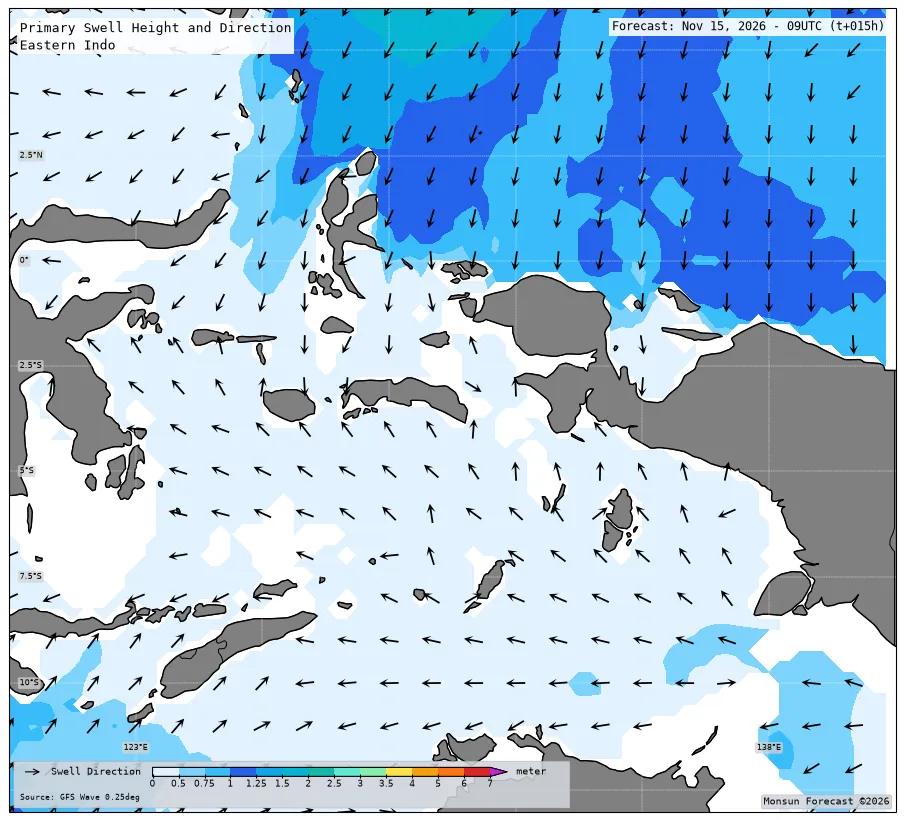 Primary Swell Height and Direction
Eastern Indo
Forecast: Nov 15, 2026 - 09UTC (t+015h)
2.5°N
0°
2.5°S
5°S
7.5°S
10°S
123°E
138°E
Swell Direction
0 0.5 0.75 1 1.25 1.5 2 2.5 3 3.5 4 5 6 7
meter
Source: GFS Wave 0.25deg
Monsun Forecast ©2026